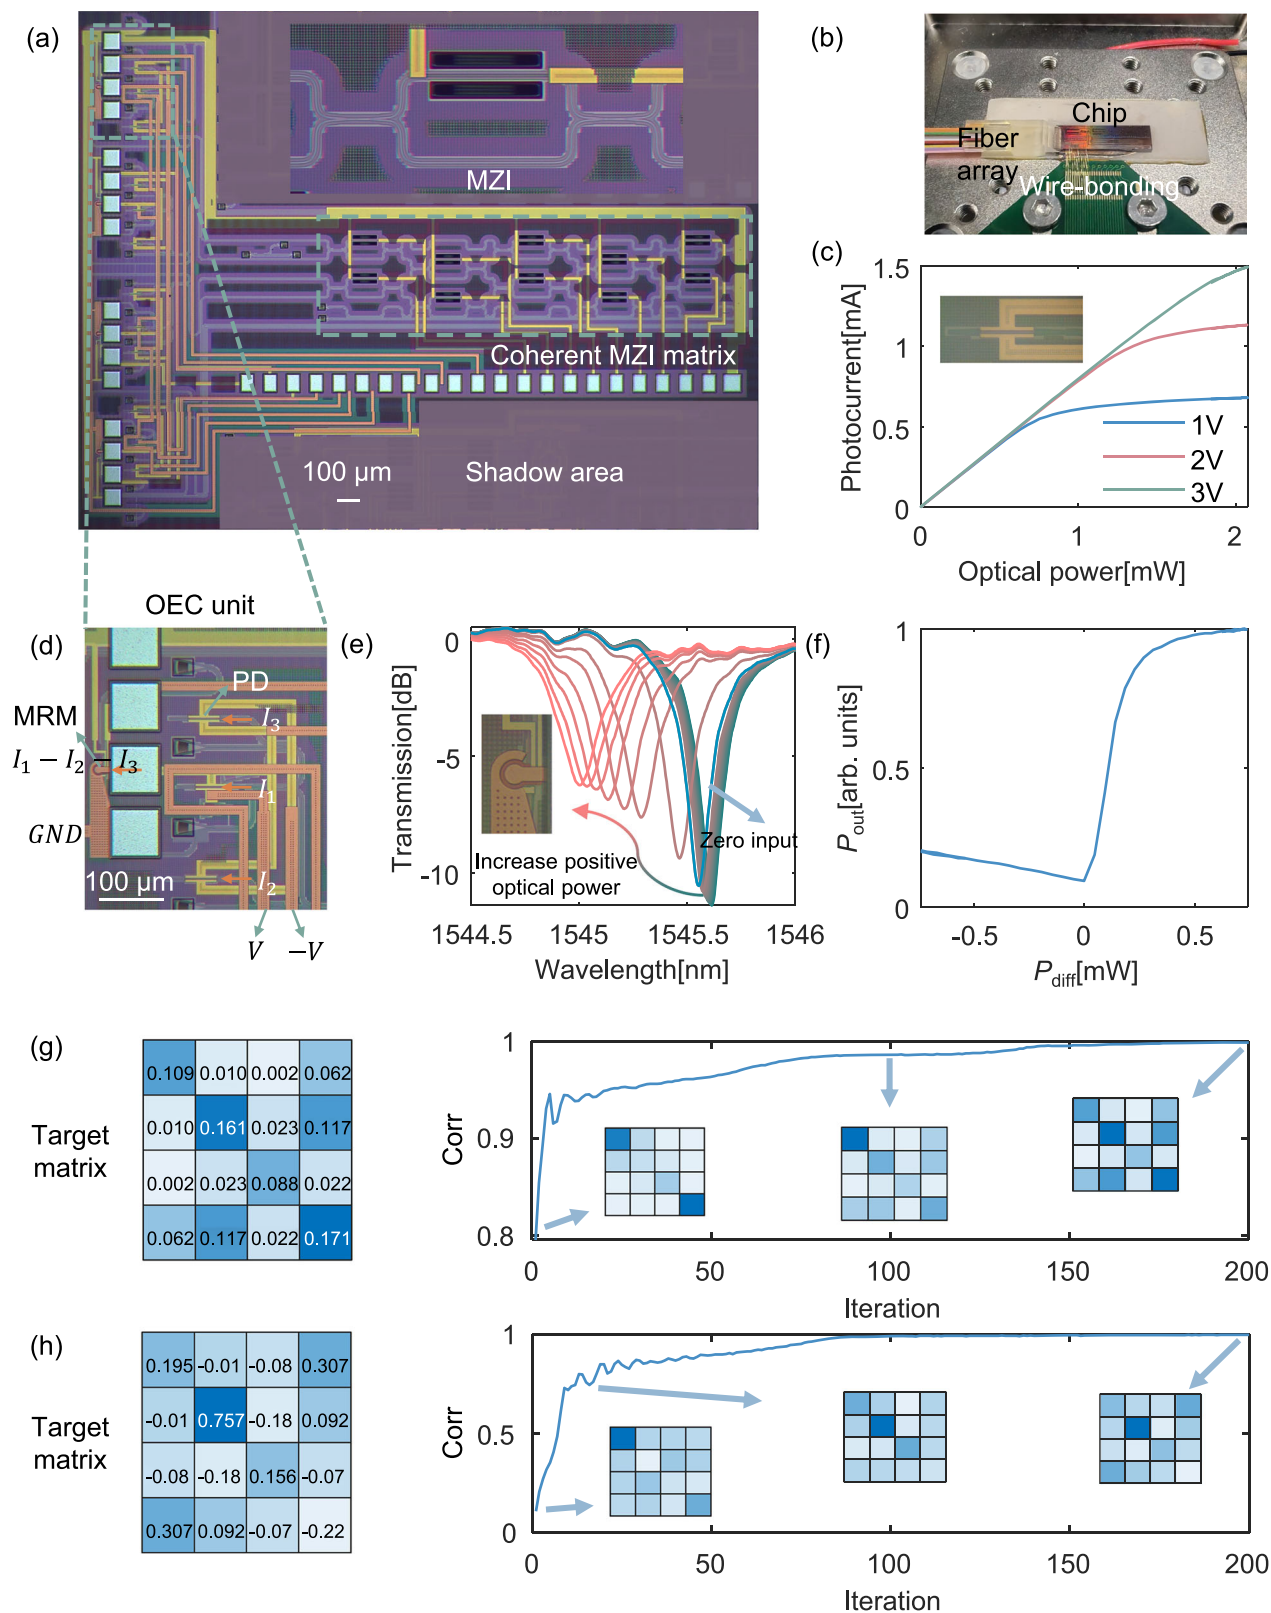 (a)
MZI
Coherent MZI matrix
100 µm
Shadow area
(b)
Chip
Fiber
array
Wire-bonding
(c)
Photocurrent[mA]
1.5
1.0
0.5
0
0
1
2
1V
2V
3V
Optical power[mW]
OEC unit
(d)
PD
MRM
I₃
I₁ − I₂ − I₃
I₁
GND
I₂
100 µm
V
−V
(e)
Transmission[dB]
0
-5
-10
Zero input
Increase positive
optical power
1544.5
1545
1545.5
1546
Wavelength[nm]
(f)
P_out[arb. units]
1
0.5
0
-0.5
0
0.5
P_diff[mW]
(g)
Target
matrix
0.109 0.010 0.002 0.062
0.010 0.161 0.023 0.117
0.002 0.023 0.088 0.022
0.062 0.117 0.022 0.171
Corr
1
0.9
0.8
0
50
100
150
200
Iteration
(h)
Target
matrix
0.195 -0.01 -0.08 0.307
-0.01 0.757 -0.18 0.092
-0.08 -0.18 0.156 -0.07
0.307 0.092 -0.07 -0.22
Corr
1
0.5
0
0
50
100
150
200
Iteration